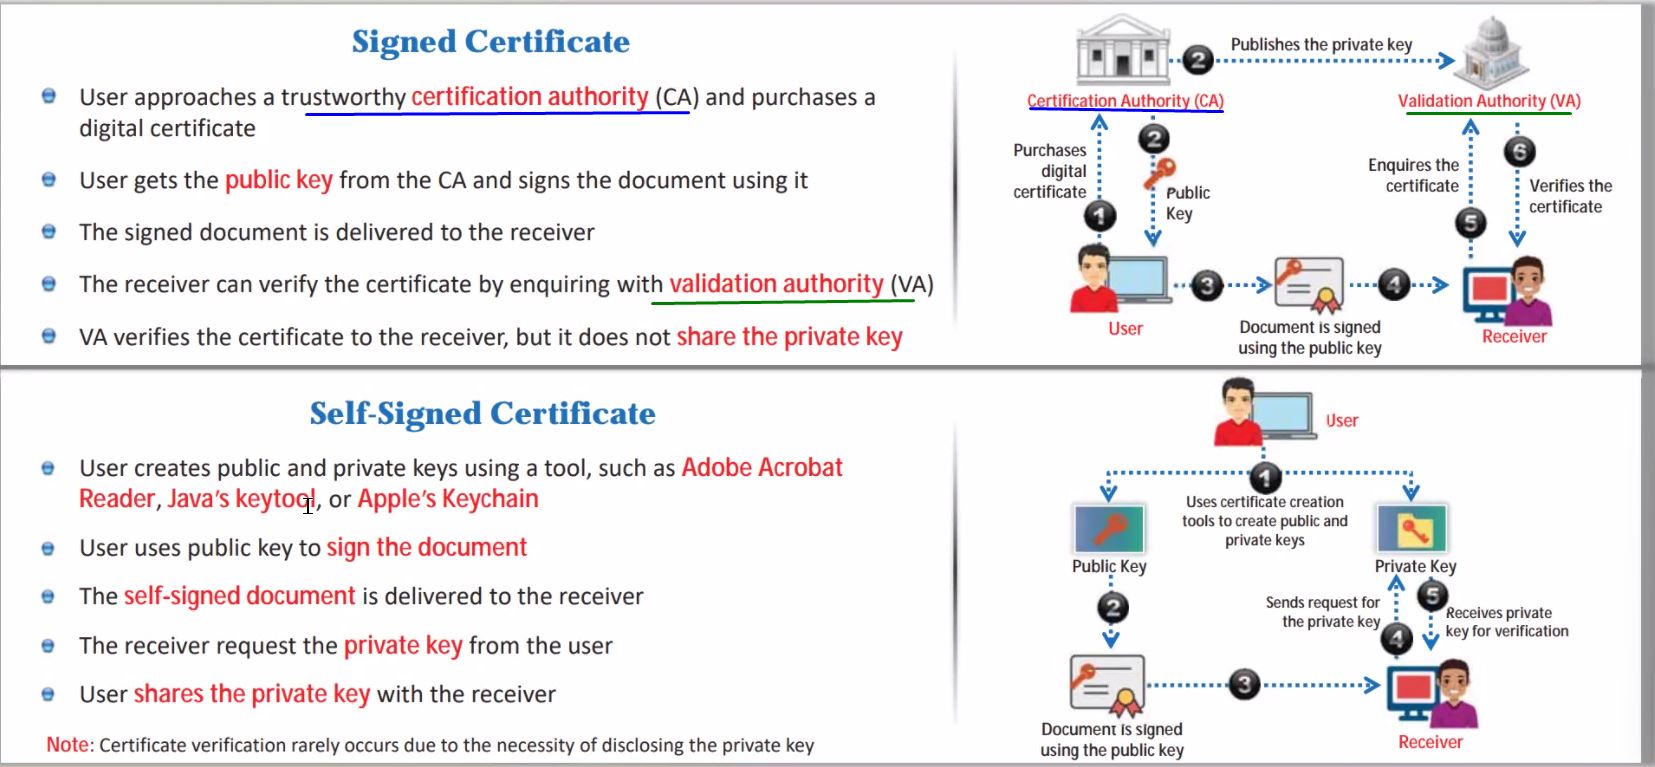 Signed Certificate
User approaches a trustworthy certification authority (CA) and purchases a
digital certificate
User gets the public key from the CA and signs the document using it
The signed document is delivered to the receiver
The receiver can verify the certificate by enquiring with validation authority (VA)
VA verifies the certificate to the receiver, but it does not share the private key
2
Publishes the private key
Certification Authority (CA)
Validation Authority (VA)
Purchases
digital
certificate
1
2
Public
Key
Enquires the
certificate
5
6
Verifies the
certificate
User
3
Document is signed
using the public key
4
Receiver
Self-Signed Certificate
User creates public and private keys using a tool, such as Adobe Acrobat
Reader, Java's keytool, or Apple's Keychain
User uses public key to sign the document
The self-signed document is delivered to the receiver
The receiver request the private key from the user
User shares the private key with the receiver
Note: Certificate verification rarely occurs due to the necessity of disclosing the private key
User
1
Uses certificate creation
tools to create public and
private keys
Public Key
Private Key
2
Sends request for
the private key
4
5
Receives private
key for verification
3
Document is signed
using the public key
Receiver